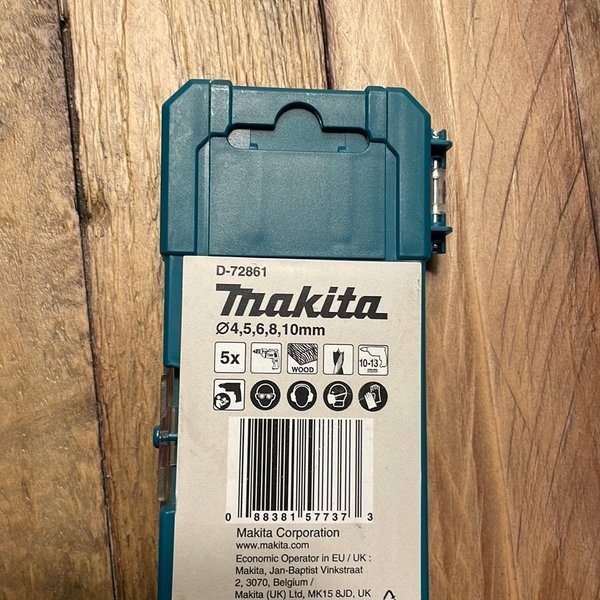 D-72861
makita
Ø4,5,6,8,10mm
5x
WOOD
10-13
mm
0 88381 57737 3
Makita Corporation
www.makita.com
Economic Operator in EU / UK :
Makita, Jan-Baptist Vinkstraat
2, 3070, Belgium /
Makita (UK) Ltd, MK15 8JD, UK